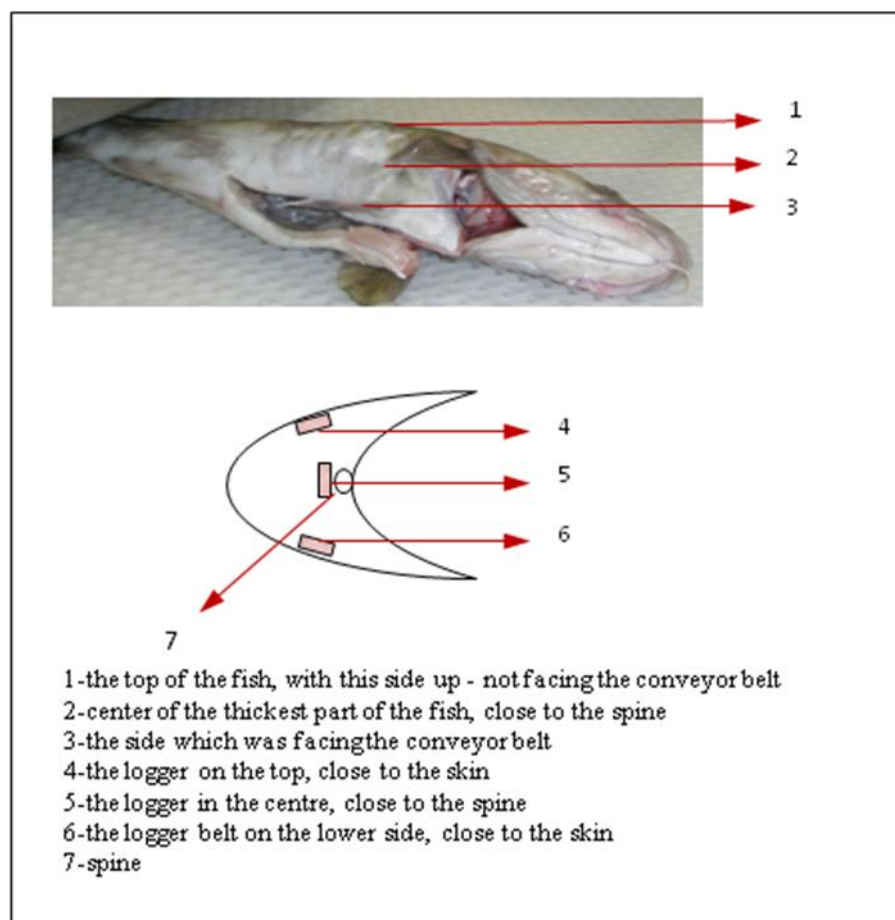 1
2
3
4
5
6
7
1-the top of the fish, with this side up - not facing the conveyor belt
2-center of the thickest part of the fish, close to the spine
3-the side which was facing the conveyor belt
4-the logger on the top, close to the skin
5-the logger in the centre, close to the spine
6-the logger belt on the lower side, close to the skin
7-spine